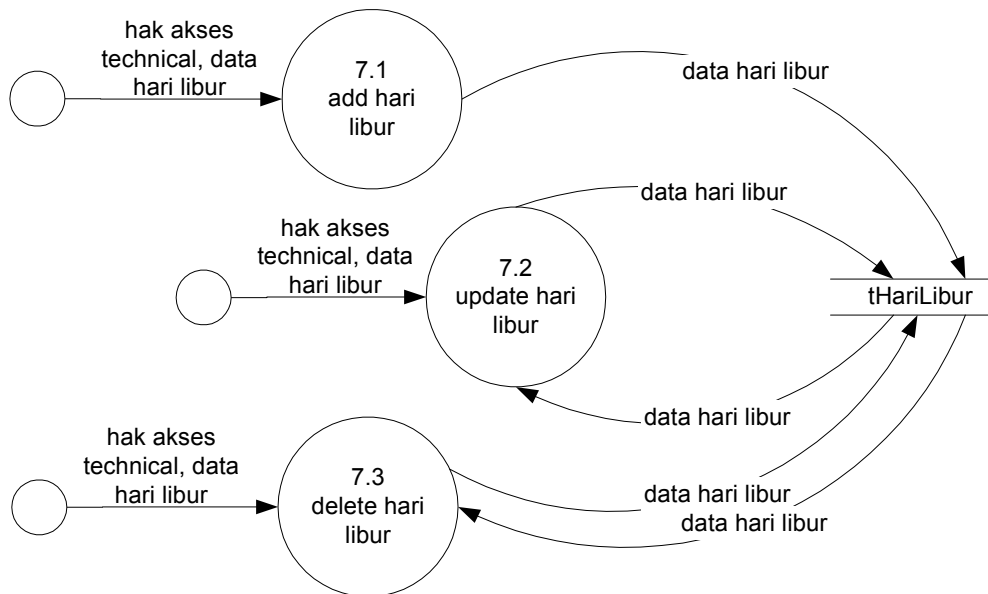 hak akses
technical, data
hari libur
7.1
add hari
libur
data hari libur
hak akses
technical, data
hari libur
7.2
update hari
libur
data hari libur
tHariLibur
data hari libur
hak akses
technical, data
hari libur
7.3
delete hari
libur
data hari libur
data hari libur